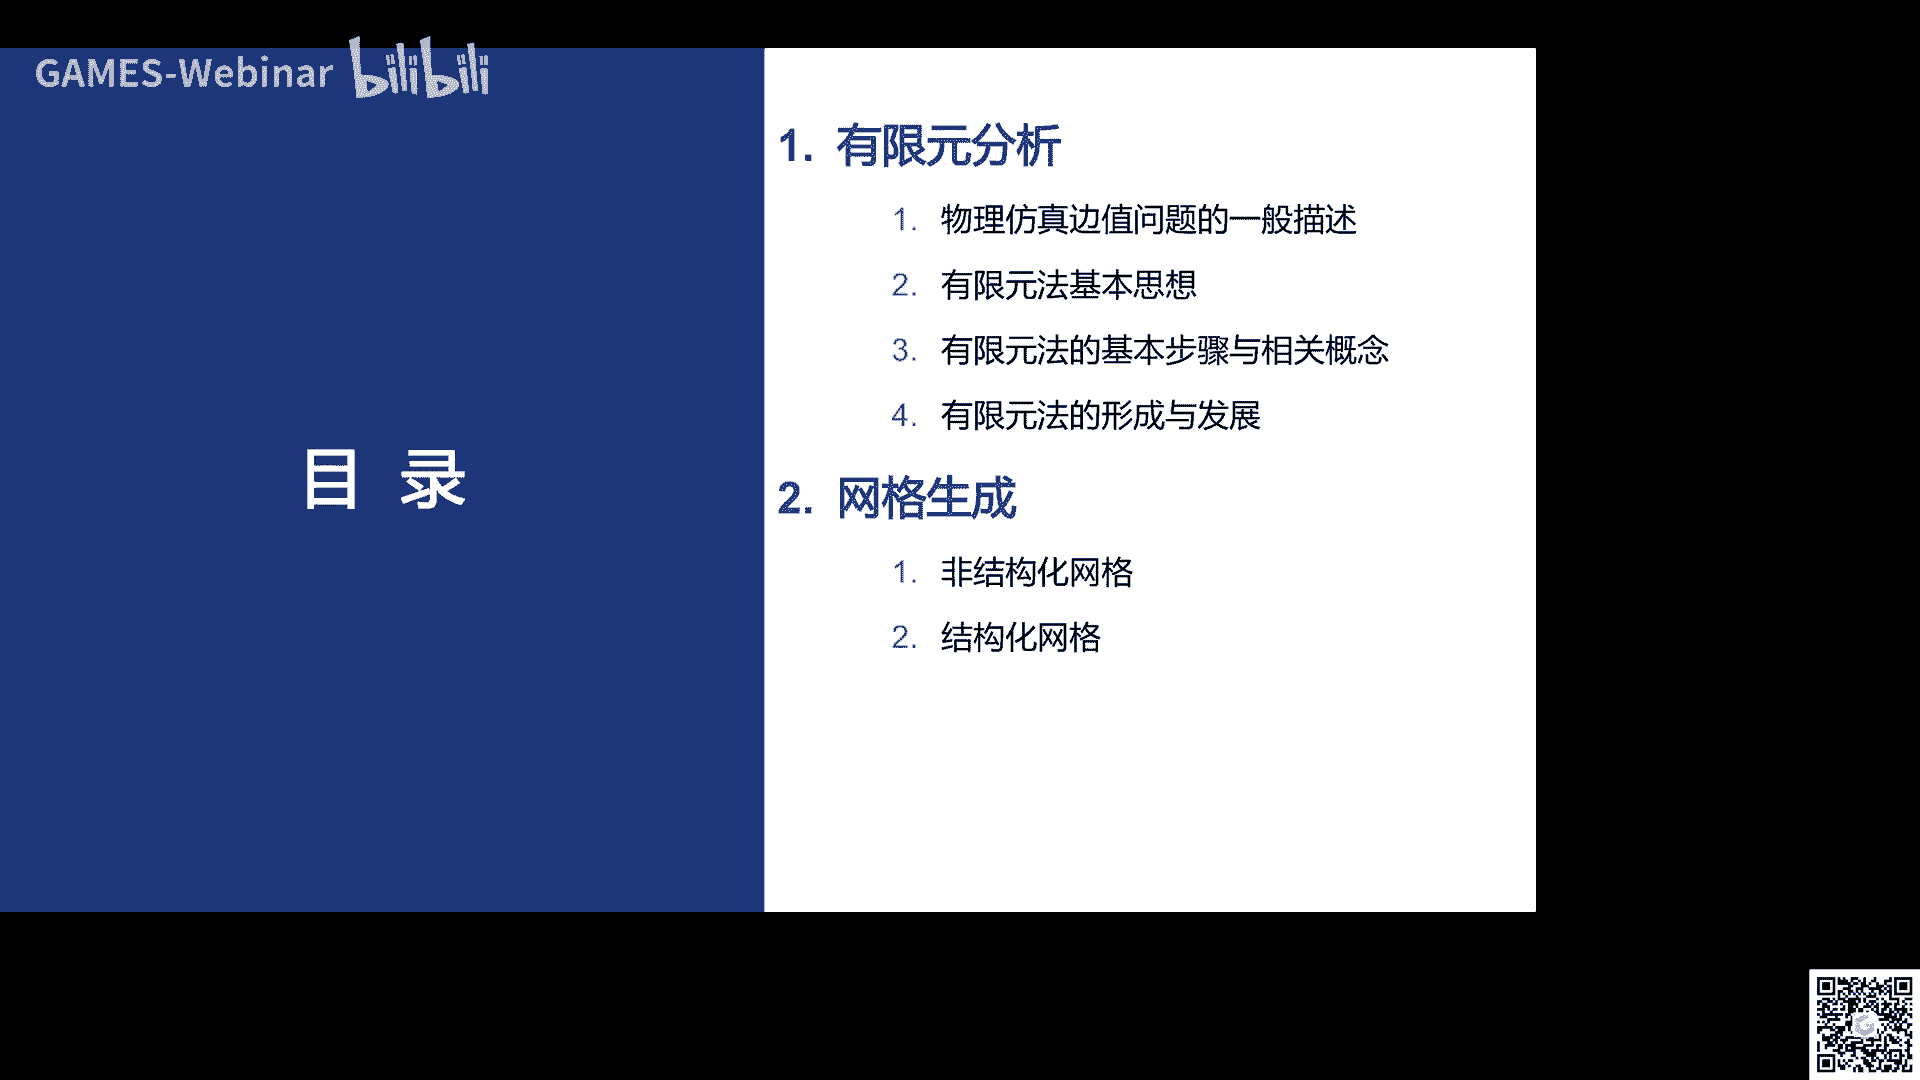 GAMES-Webinar bilibili
目 录
1. 有限元分析
1. 物理仿真边值问题的一般描述
2. 有限元法基本思想
3. 有限元法的基本步骤与相关概念
4. 有限元法的形成与发展
2. 网格生成
1. 非结构化网格
2. 结构化网格